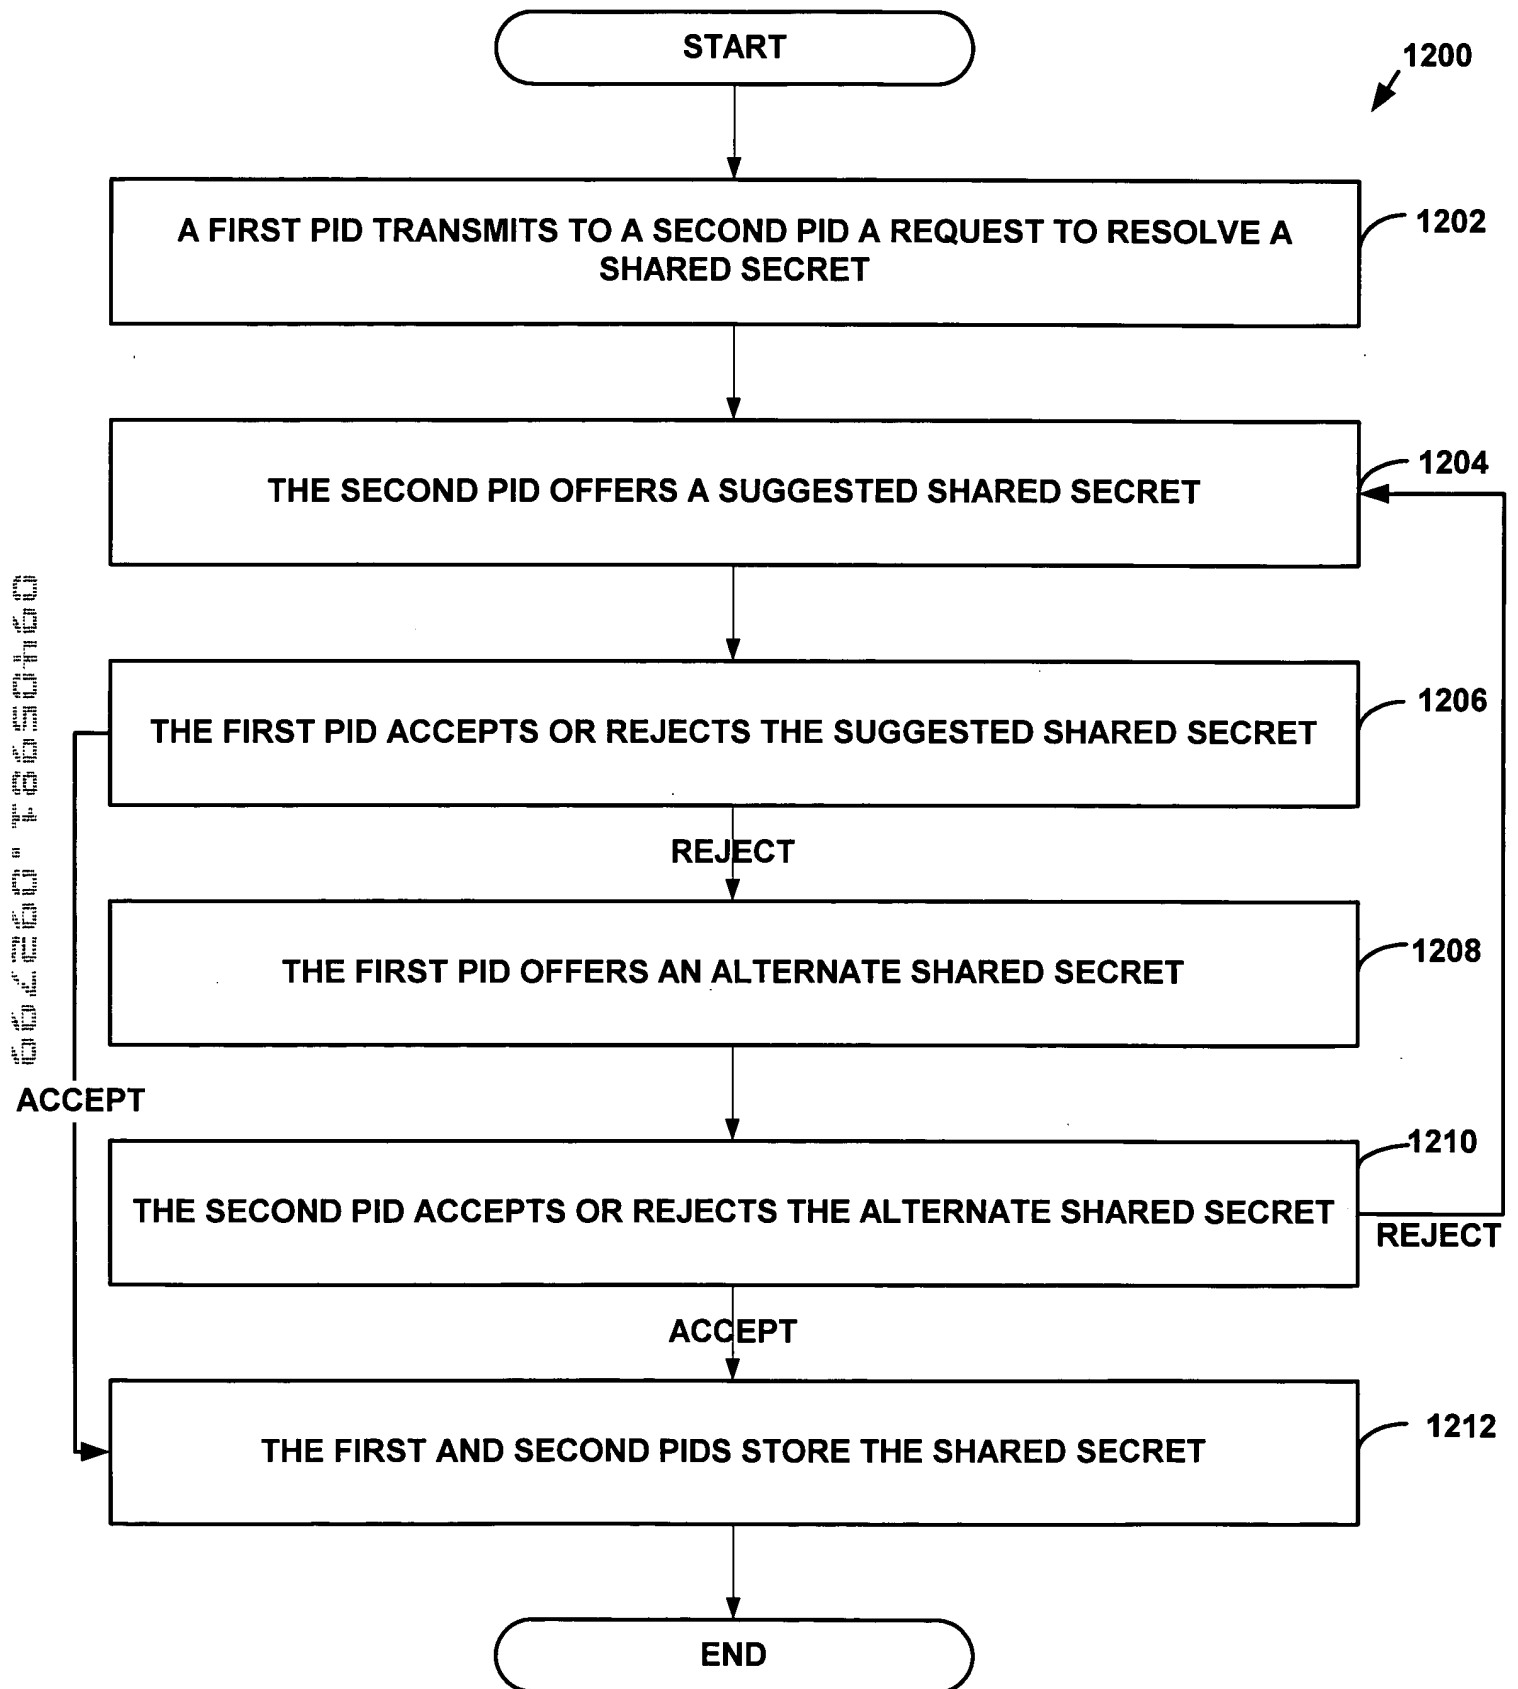 START
1200
A FIRST PID TRANSMITS TO A SECOND PID A REQUEST TO RESOLVE A
SHARED SECRET
1202
THE SECOND PID OFFERS A SUGGESTED SHARED SECRET
1204
THE FIRST PID ACCEPTS OR REJECTS THE SUGGESTED SHARED SECRET
1206
REJECT
THE FIRST PID OFFERS AN ALTERNATE SHARED SECRET
1208
ACCEPT
THE SECOND PID ACCEPTS OR REJECTS THE ALTERNATE SHARED SECRET
1210
REJECT
ACCEPT
THE FIRST AND SECOND PIDS STORE THE SHARED SECRET
1212
END